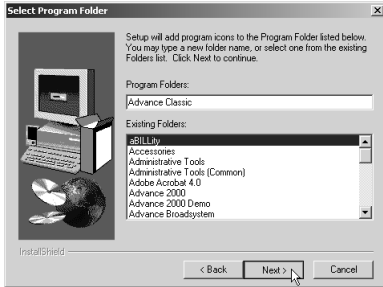 Select Program Folder
Setup will add program icons to the Program Folder listed below.
You may type a new folder name, or select one from the existing
Folders list. Click Next to continue.
Program Folders:
Advance Classic
Existing Folders:
aBILLity
Accessories
Administrative Tools
Administrative Tools (Common)
Adobe Acrobat 4.0
Advance 2000
Advance 2000 Demo
Advance Broadsystem
InstallShield
< Back
Next >
Cancel